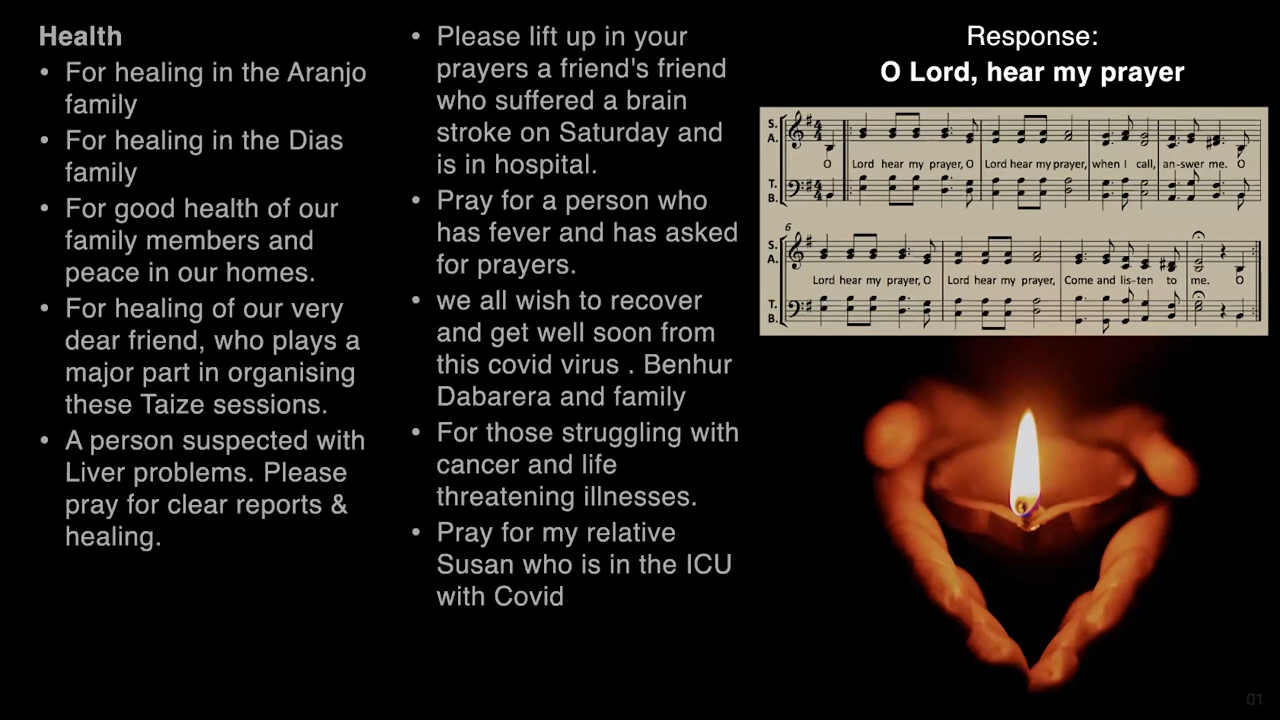 Health
• For healing in the Aranjo
family
• For healing in the Dias
family
• For good health of our
family members and
peace in our homes.
• For healing of our very
dear friend, who plays a
major part in organising
these Taize sessions.
• A person suspected with
Liver problems. Please
pray for clear reports &
healing.
• Please lift up in your
prayers a friend's friend
who suffered a brain
stroke on Saturday and
is in hospital.
• Pray for a person who
has fever and has asked
for prayers.
• we all wish to recover
and get well soon from
this covid virus . Benhur
Dabarera and family
• For those struggling with
cancer and life
threatening illnesses.
• Pray for my relative
Susan who is in the ICU
with Covid
Response:
O Lord, hear my prayer
S.
A.
O Lord hear my prayer, O Lord hear my prayer, when I call, an-swer me. O
T.
B.
6
S.
A.
Lord hear my prayer, O Lord hear my prayer, Come and lis-ten to me. O
T.
B.
01